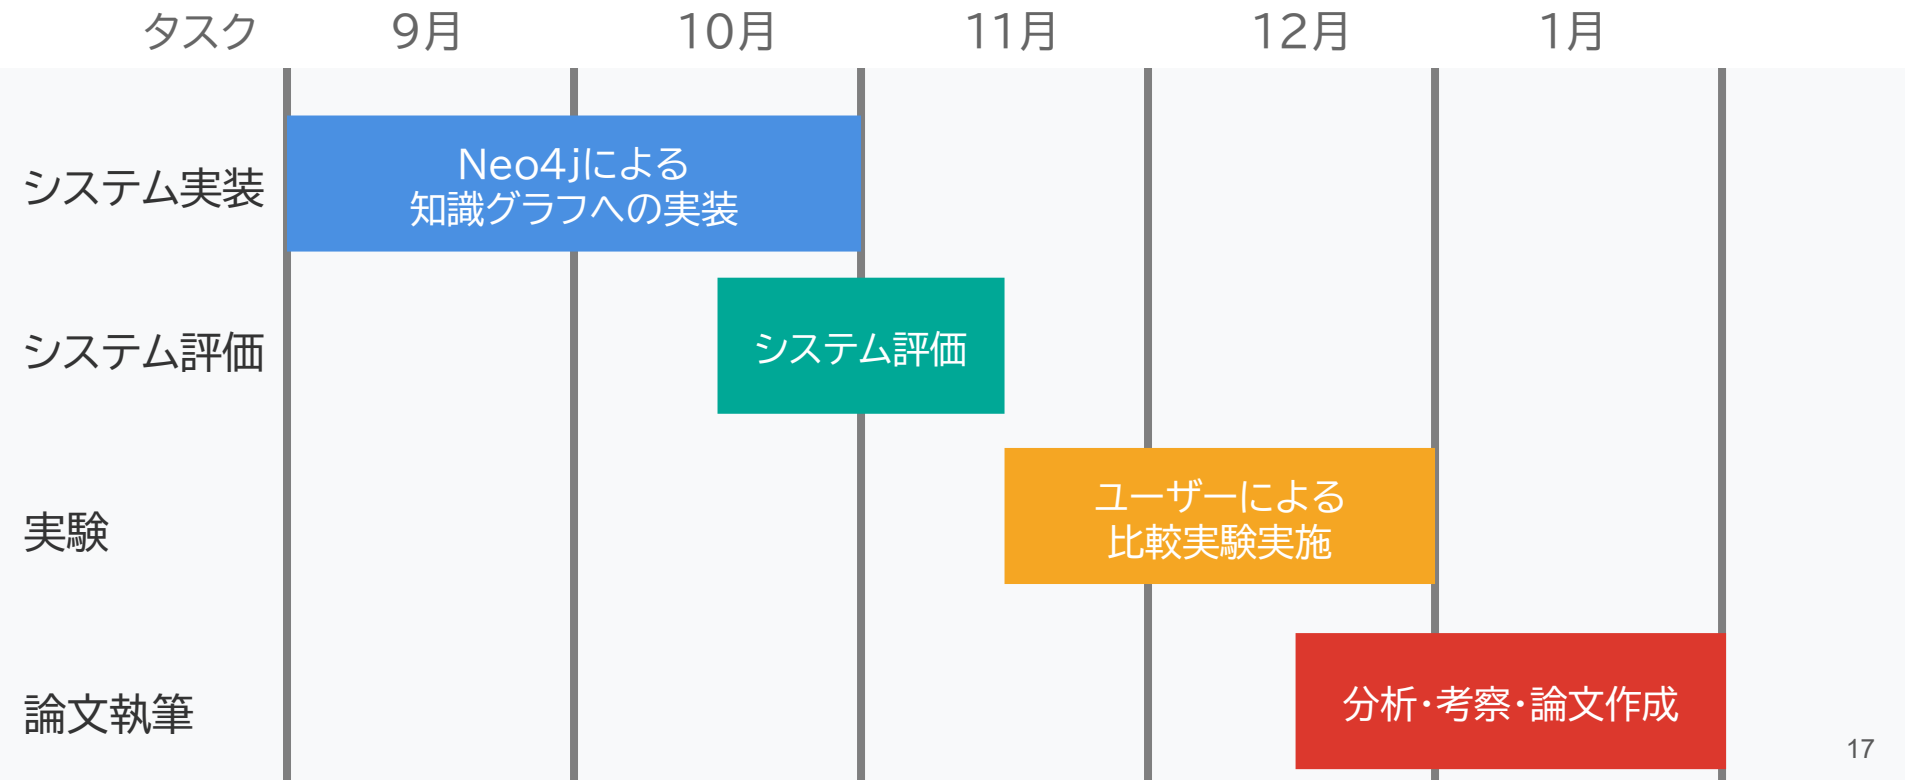 タスク 9月 10月 11月 12月 1月
システム実装
Neo4jによる
知識グラフへの実装
システム評価
システム評価
実験
ユーザーによる
比較実験実施
論文執筆
分析・考察・論文作成
17